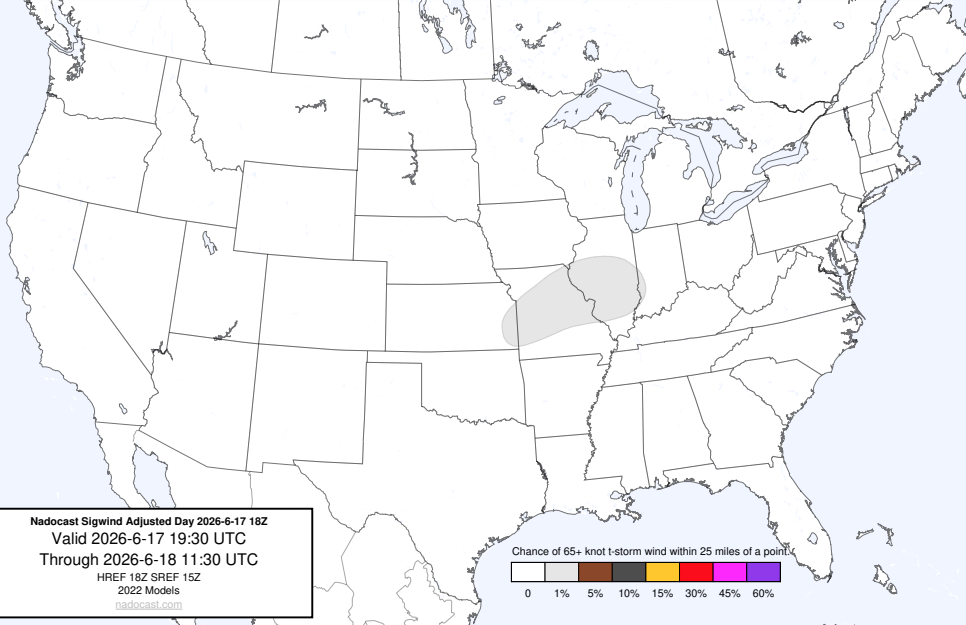 Nadocast Sigwind Adjusted Day 2026-6-17 18Z
Valid 2026-6-17 19:30 UTC
Through 2026-6-18 11:30 UTC
HREF 18Z SREF 15Z
2022 Models
nadocast.com
Chance of 65+ knot t-storm wind within 25 miles of a point.
0 1% 5% 10% 15% 30% 45% 60%